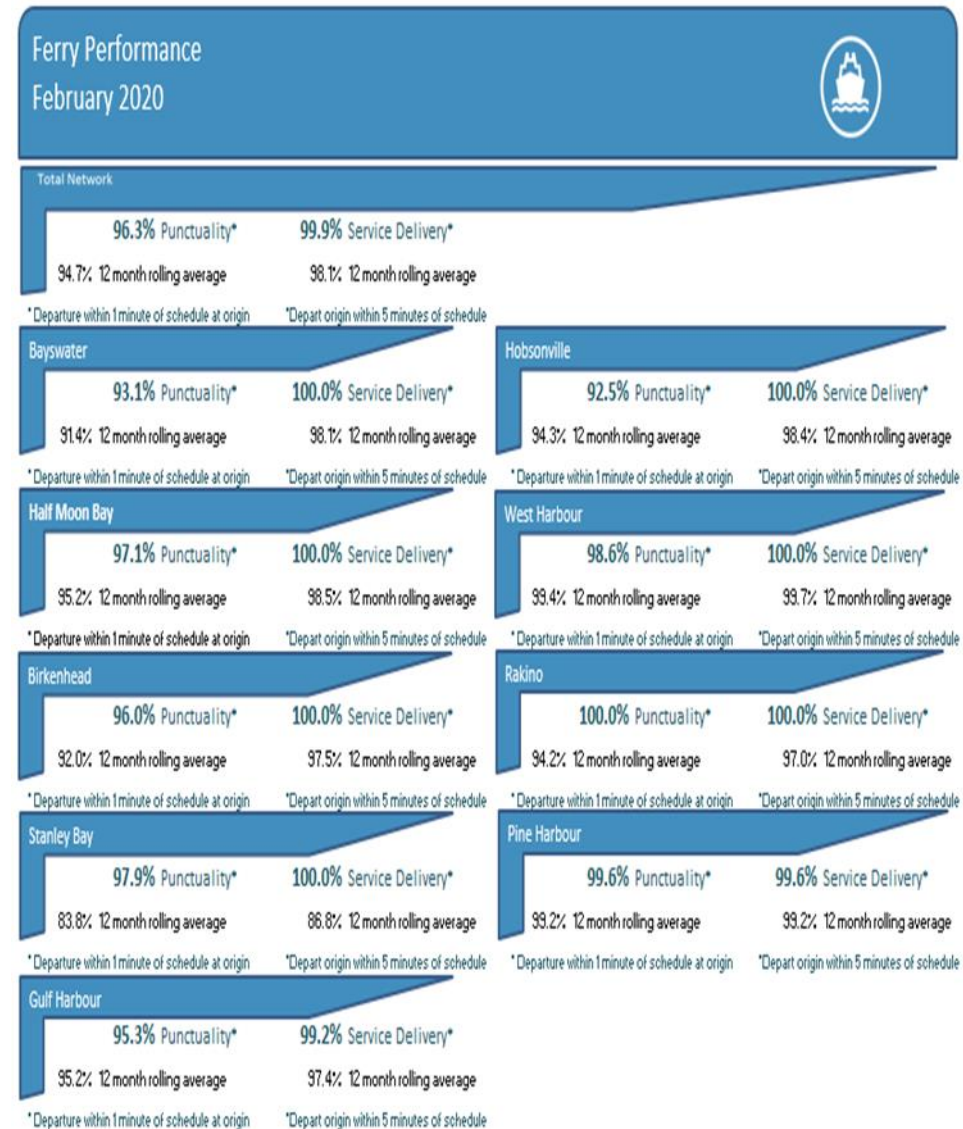 Ferry Performance
February 2020
Total Network
96.3% Punctuality* 99.9% Service Delivery*
94.7% 12 month rolling average 98.1% 12 month rolling average
* Departure within 1 minute of schedule at origin *Depart origin within 5 minutes of schedule
Bayswater
93.1% Punctuality* 100.0% Service Delivery*
91.4% 12 month rolling average 98.1% 12 month rolling average
* Departure within 1 minute of schedule at origin *Depart origin within 5 minutes of schedule
Hobsonville
92.5% Punctuality* 100.0% Service Delivery*
94.3% 12 month rolling average 98.4% 12 month rolling average
* Departure within 1 minute of schedule at origin *Depart origin within 5 minutes of schedule
Half Moon Bay
97.1% Punctuality* 100.0% Service Delivery*
95.2% 12 month rolling average 98.5% 12 month rolling average
* Departure within 1 minute of schedule at origin *Depart origin within 5 minutes of schedule
West Harbour
98.6% Punctuality* 100.0% Service Delivery*
99.4% 12 month rolling average 99.7% 12 month rolling average
* Departure within 1 minute of schedule at origin *Depart origin within 5 minutes of schedule
Birkenhead
96.0% Punctuality* 100.0% Service Delivery*
92.0% 12 month rolling average 97.5% 12 month rolling average
* Departure within 1 minute of schedule at origin *Depart origin within 5 minutes of schedule
Rakino
100.0% Punctuality* 100.0% Service Delivery*
94.2% 12 month rolling average 97.0% 12 month rolling average
* Departure within 1 minute of schedule at origin *Depart origin within 5 minutes of schedule
Stanley Bay
97.9% Punctuality* 100.0% Service Delivery*
83.8% 12 month rolling average 86.8% 12 month rolling average
* Departure within 1 minute of schedule at origin *Depart origin within 5 minutes of schedule
Pine Harbour
99.6% Punctuality* 99.6% Service Delivery*
99.2% 12 month rolling average 99.2% 12 month rolling average
* Departure within 1 minute of schedule at origin *Depart origin within 5 minutes of schedule
Gulf Harbour
95.3% Punctuality* 99.2% Service Delivery*
95.2% 12 month rolling average 97.4% 12 month rolling average
* Departure within 1 minute of schedule at origin *Depart origin within 5 minutes of schedule